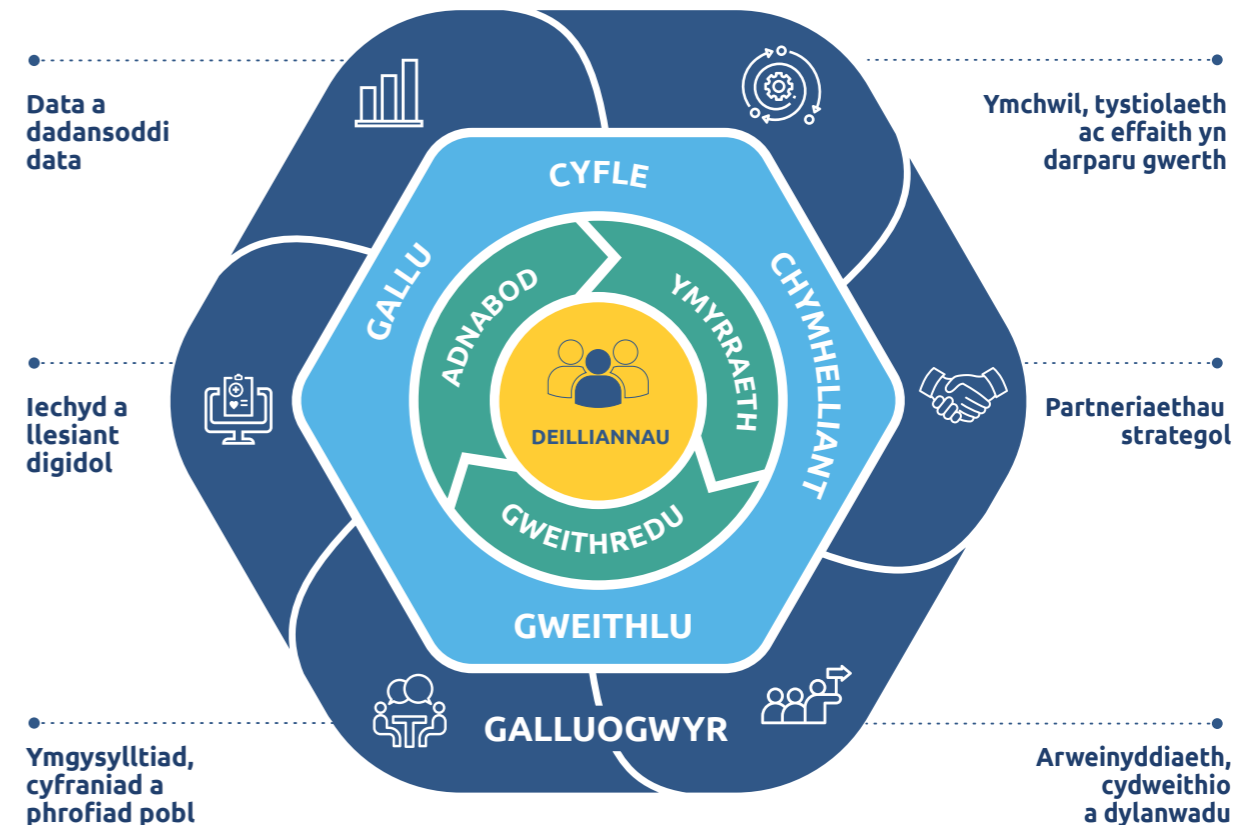 Data a
dadansoddi
data
Ymchwil, tystiolaeth
ac effaith yn
darparu gwerth
CYFLE
GALLU
CHYMHELLIANT
ADNABOD
YMYRRAETH
DEILLIANNAU
Iechyd a
llesiant
digidol
Partneriaethau
strategol
GWEITHREDU
GWEITHLU
GALLUOGWYR
Ymgysylltiad,
cyfraniad a
phrofiad pobl
Arweinyddiaeth,
cydweithio
a dylanwadu